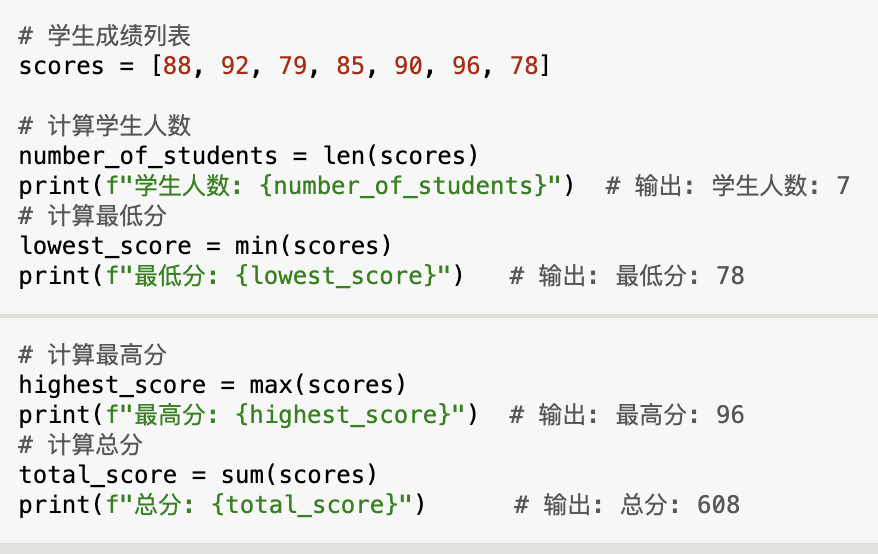 # 学生成绩列表
scores = [88, 92, 79, 85, 90, 96, 78]
# 计算学生人数
number_of_students = len(scores)
print(f"学生人数: {number_of_students}")  # 输出: 学生人数: 7
# 计算最低分
lowest_score = min(scores)
print(f"最低分: {lowest_score}")   # 输出: 最低分: 78
# 计算最高分
highest_score = max(scores)
print(f"最高分: {highest_score}")  # 输出: 最高分: 96
# 计算总分
total_score = sum(scores)
print(f"总分: {total_score}")      # 输出: 总分: 608